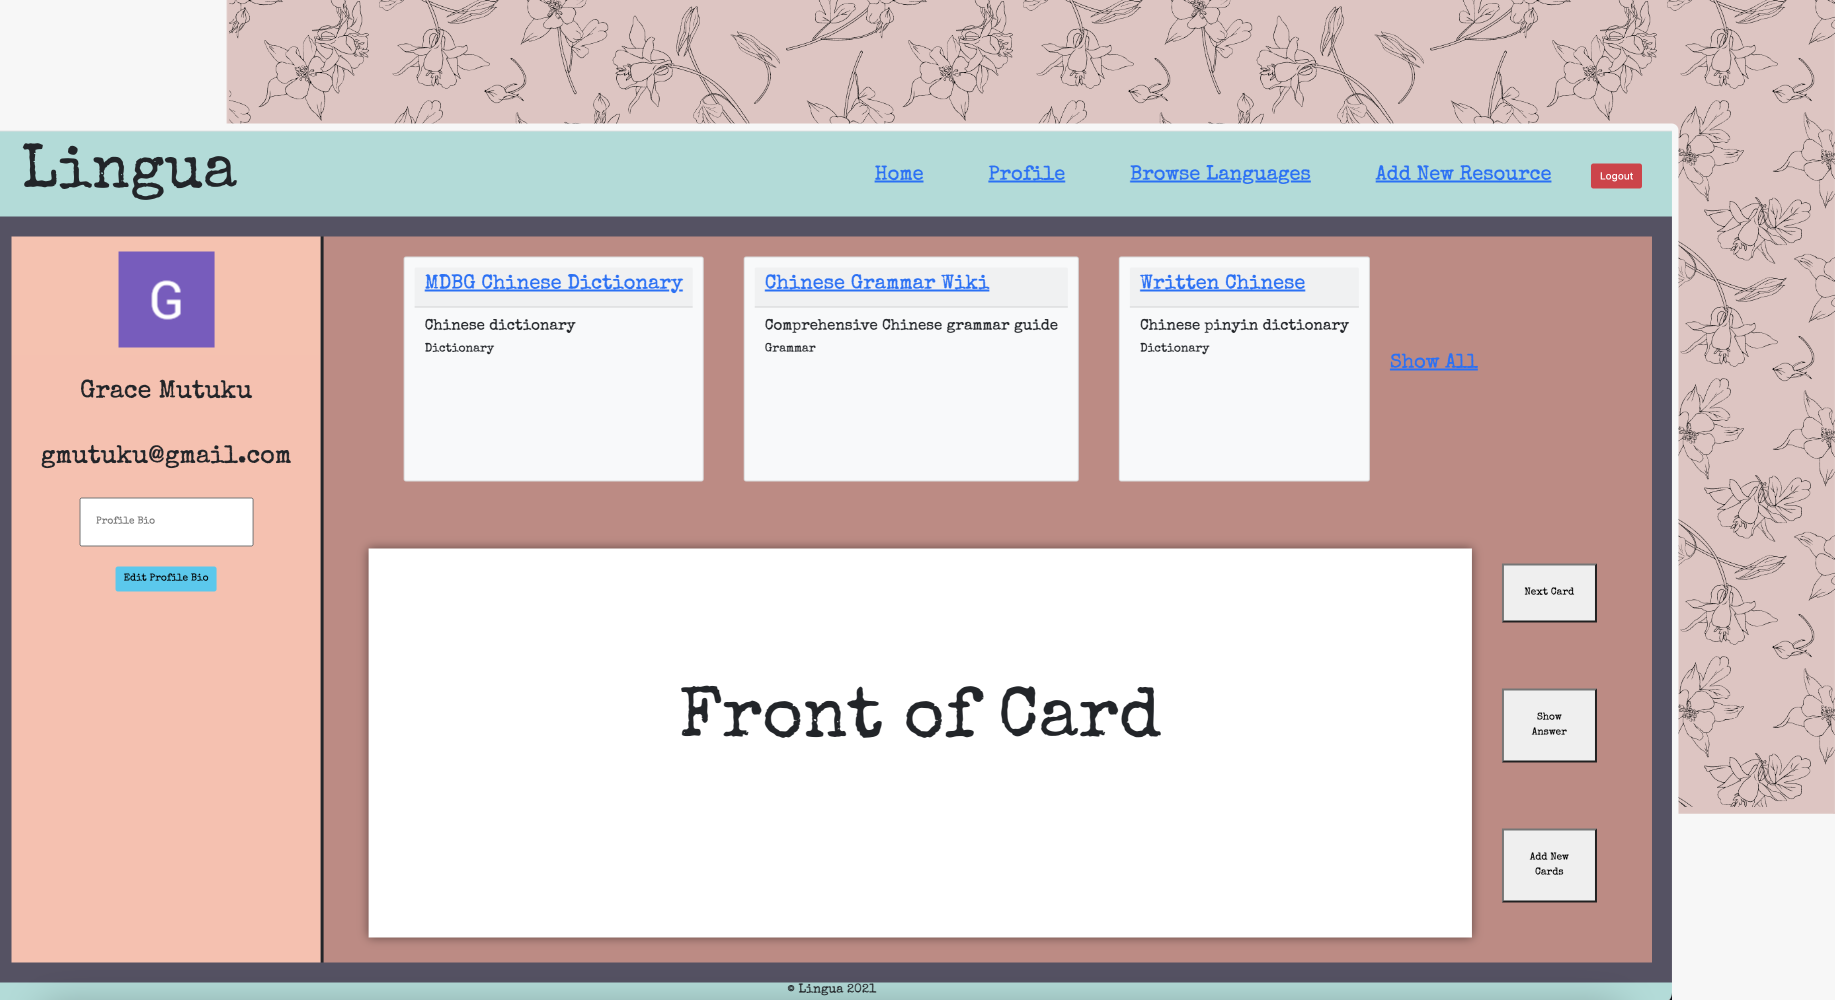 Lingua
Home
Profile
Browse Languages
Add New Resource
Logout
G
Grace Mutuku
gmutuku@gmail.com
Profile Bio
Edit Profile Bio
MDBG Chinese Dictionary
Chinese dictionary
Dictionary
Chinese Grammar Wiki
Comprehensive Chinese grammar guide
Grammar
Written Chinese
Chinese pinyin dictionary
Dictionary
Show All
Front of Card
Next Card
Show
Answer
Add New
Cards
© Lingua 2021